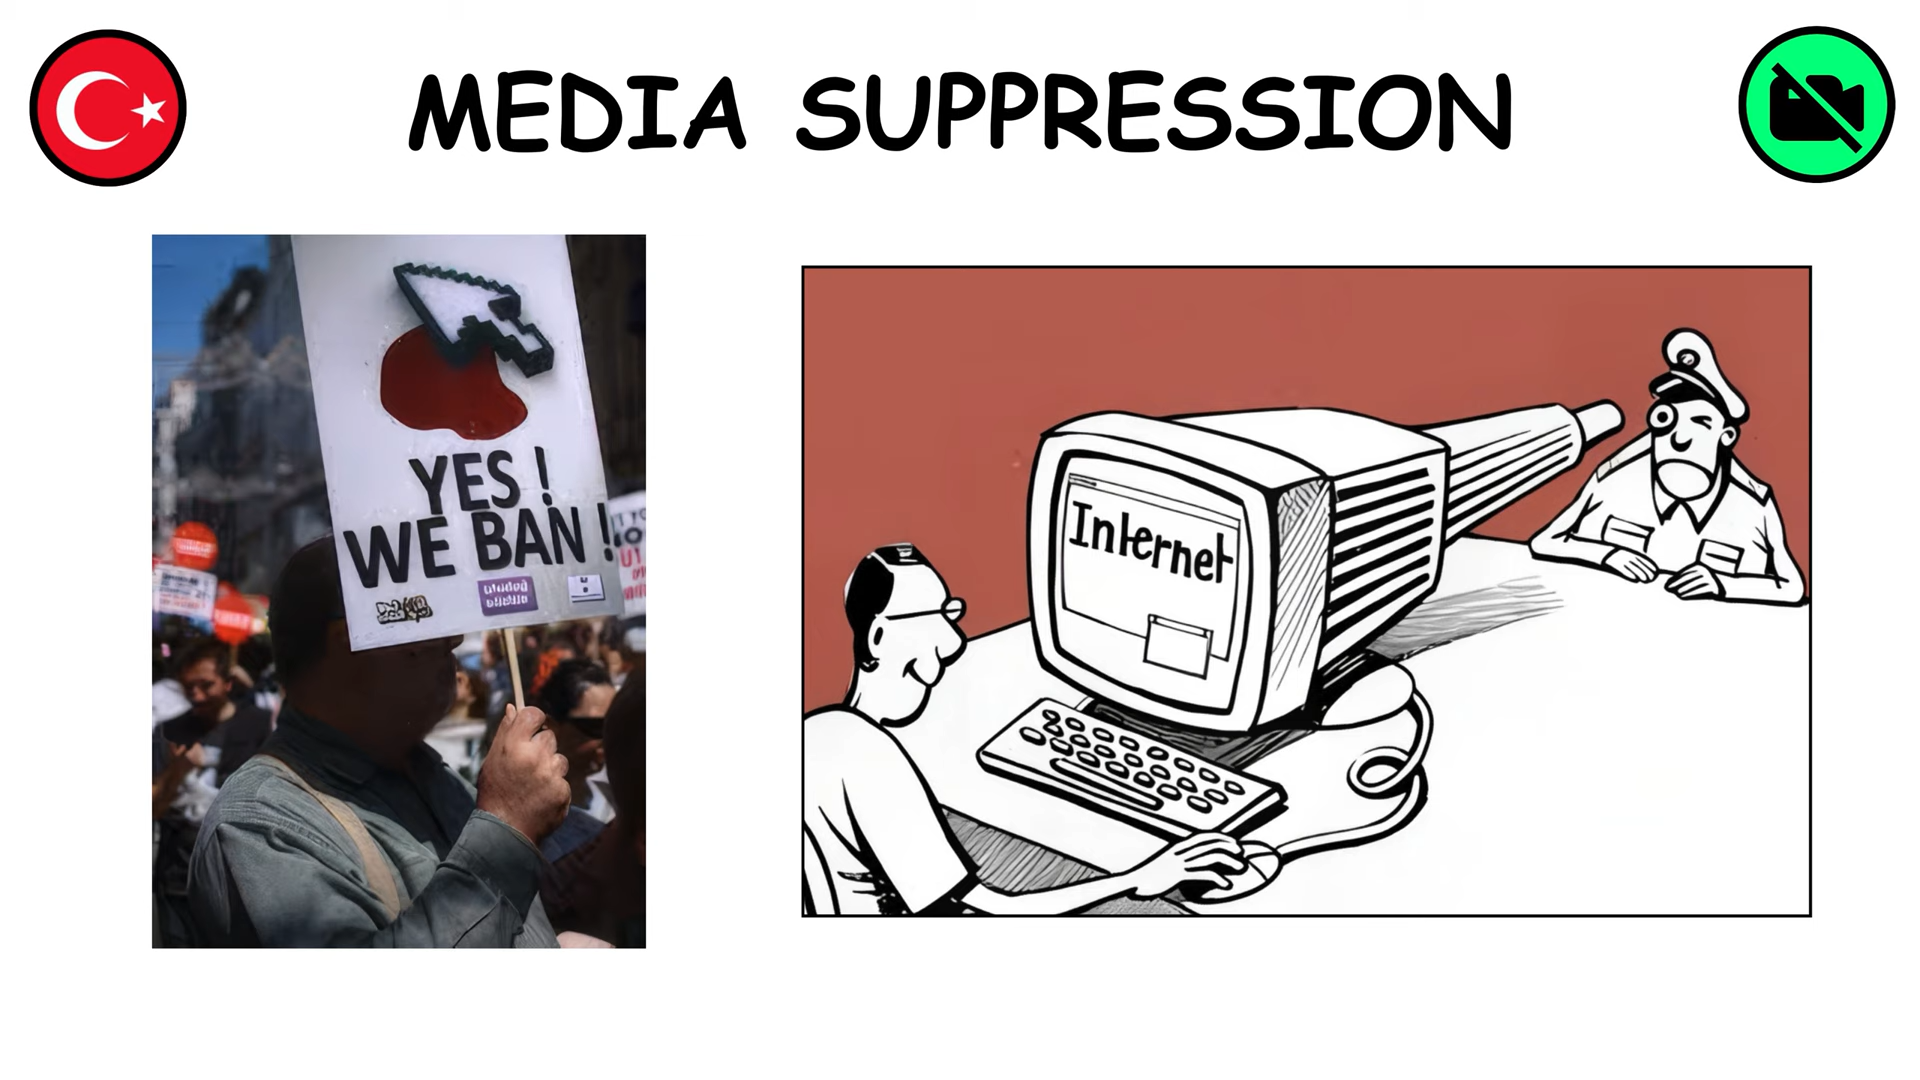 MEDIA SUPPRESSION
YES !
WE BAN !
Internet